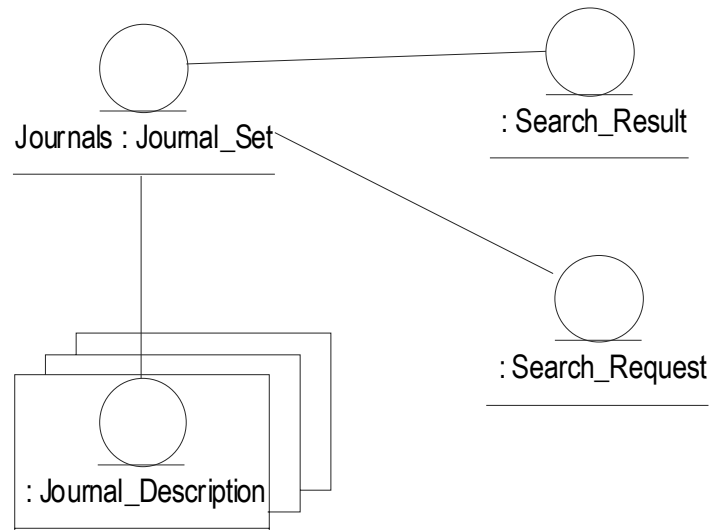 Journals : Journal_Set
: Search_Result
: Search_Request
: Journal_Description